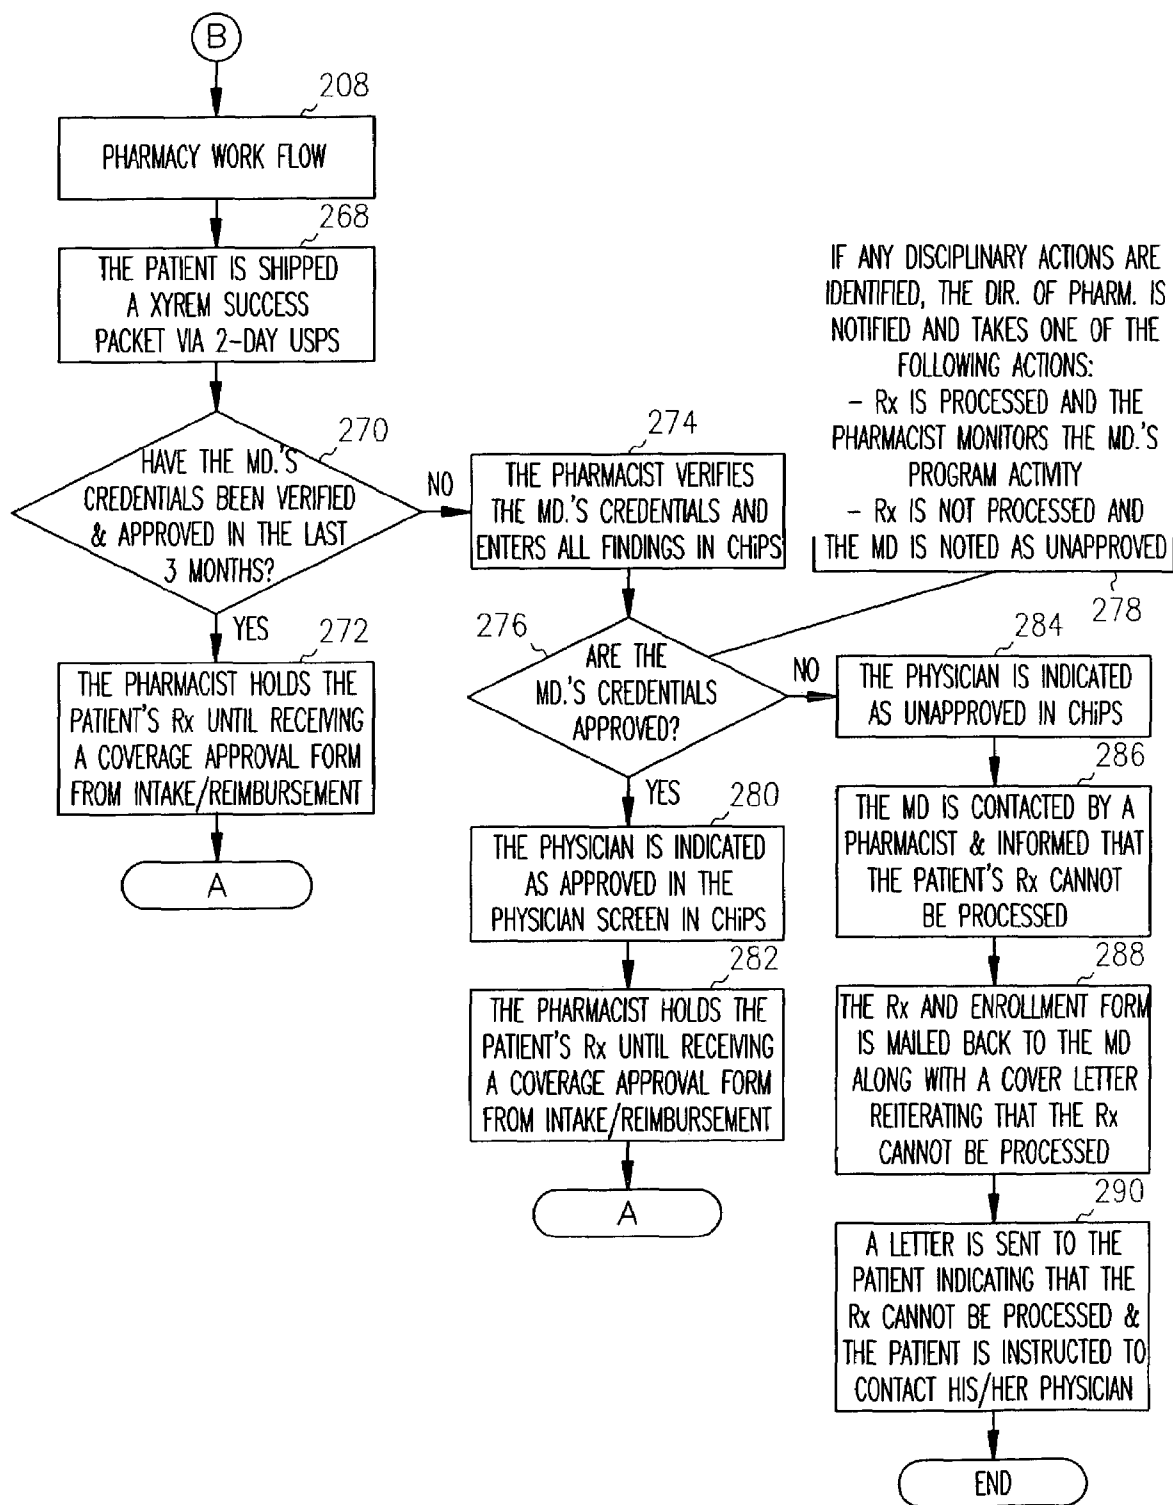 B
208
PHARMACY WORK FLOW
268
THE PATIENT IS SHIPPED
A XYREM SUCCESS
PACKET VIA 2-DAY USPS
270
HAVE THE MD.'S
CREDENTIALS BEEN VERIFIED
& APPROVED IN THE LAST
3 MONTHS?
NO
YES
272
THE PHARMACIST HOLDS THE
PATIENT'S Rx UNTIL RECEIVING
A COVERAGE APPROVAL FORM
FROM INTAKE/REIMBURSEMENT
A
274
THE PHARMACIST VERIFIES
THE MD.'S CREDENTIALS AND
ENTERS ALL FINDINGS IN CHiPS
276
ARE THE
MD.'S CREDENTIALS
APPROVED?
NO
YES
280
THE PHYSICIAN IS INDICATED
AS APPROVED IN THE
PHYSICIAN SCREEN IN CHiPS
282
THE PHARMACIST HOLDS THE
PATIENT'S Rx UNTIL RECEIVING
A COVERAGE APPROVAL FORM
FROM INTAKE/REIMBURSEMENT
A
IF ANY DISCIPLINARY ACTIONS ARE
IDENTIFIED, THE DIR. OF PHARM. IS
NOTIFIED AND TAKES ONE OF THE
FOLLOWING ACTIONS:
– Rx IS PROCESSED AND THE
PHARMACIST MONITORS THE MD.'S
PROGRAM ACTIVITY
– Rx IS NOT PROCESSED AND
THE MD IS NOTED AS UNAPPROVED
278
284
THE PHYSICIAN IS INDICATED
AS UNAPPROVED IN CHiPS
286
THE MD IS CONTACTED BY A
PHARMACIST & INFORMED THAT
THE PATIENT'S Rx CANNOT
BE PROCESSED
288
THE Rx AND ENROLLMENT FORM
IS MAILED BACK TO THE MD
ALONG WITH A COVER LETTER
REITERATING THAT THE Rx
CANNOT BE PROCESSED
290
A LETTER IS SENT TO THE
PATIENT INDICATING THAT THE
Rx CANNOT BE PROCESSED &
THE PATIENT IS INSTRUCTED TO
CONTACT HIS/HER PHYSICIAN
END